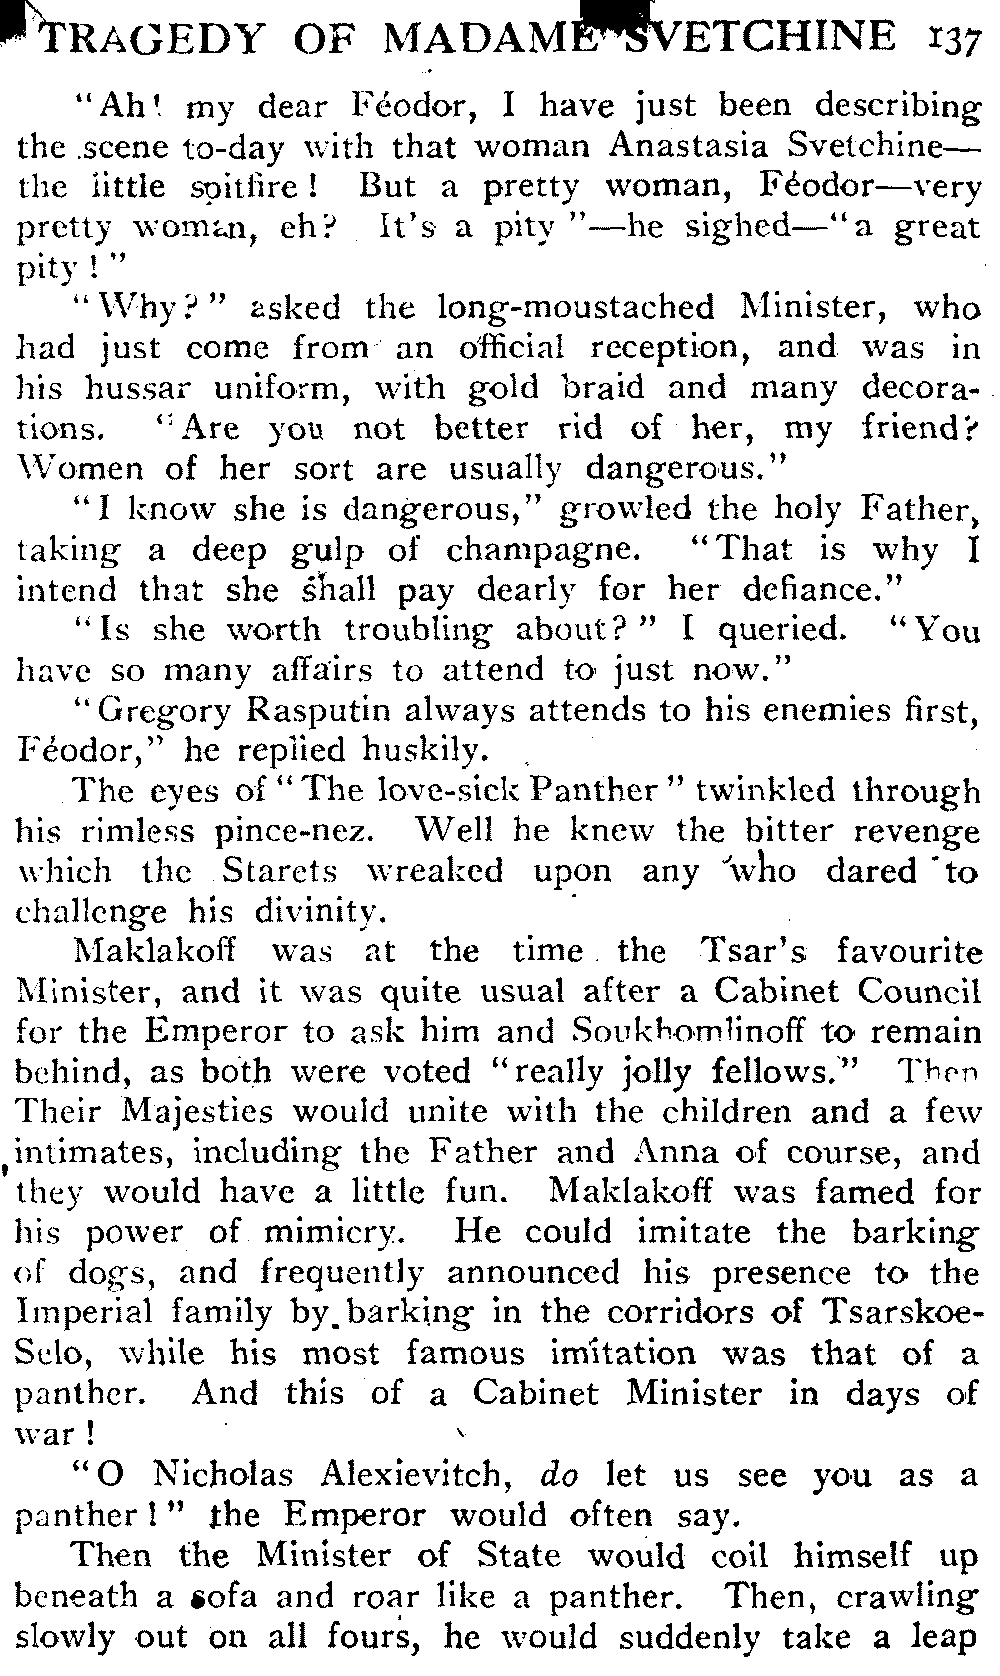 TRAGEDY OF MADAME SVETCHINE 137
"Ah! my dear Féodor, I have just been describing
the scene to-day with that woman Anastasia Svetchine—
the little spitfire! But a pretty woman, Féodor—very
pretty woman, eh? It's a pity"—he sighed—"a great
pity!"
"Why?" asked the long-moustached Minister, who
had just come from an official reception, and was in
his hussar uniform, with gold braid and many decora-
tions. "Are you not better rid of her, my friend?
Women of her sort are usually dangerous."
"I know she is dangerous," growled the holy Father,
taking a deep gulp of champagne. "That is why I
intend that she shall pay dearly for her defiance."
"Is she worth troubling about?" I queried. "You
have so many affairs to attend to just now."
"Gregory Rasputin always attends to his enemies first,
Féodor," he replied huskily.
The eyes of "The love-sick Panther" twinkled through
his rimless pince-nez. Well he knew the bitter revenge
which the Starets wreaked upon any who dared to
challenge his divinity.
Maklakoff was at the time the Tsar's favourite
Minister, and it was quite usual after a Cabinet Council
for the Emperor to ask him and Soukhomlinoff to remain
behind, as both were voted "really jolly fellows." Then
Their Majesties would unite with the children and a few
intimates, including the Father and Anna of course, and
they would have a little fun. Maklakoff was famed for
his power of mimicry. He could imitate the barking
of dogs, and frequently announced his presence to the
Imperial family by barking in the corridors of Tsarskoe-
Selo, while his most famous imitation was that of a
panther. And this of a Cabinet Minister in days of
war!
"O Nicholas Alexievitch, do let us see you as a
panther!" the Emperor would often say.
Then the Minister of State would coil himself up
beneath a sofa and roar like a panther. Then, crawling
slowly out on all fours, he would suddenly take a leap